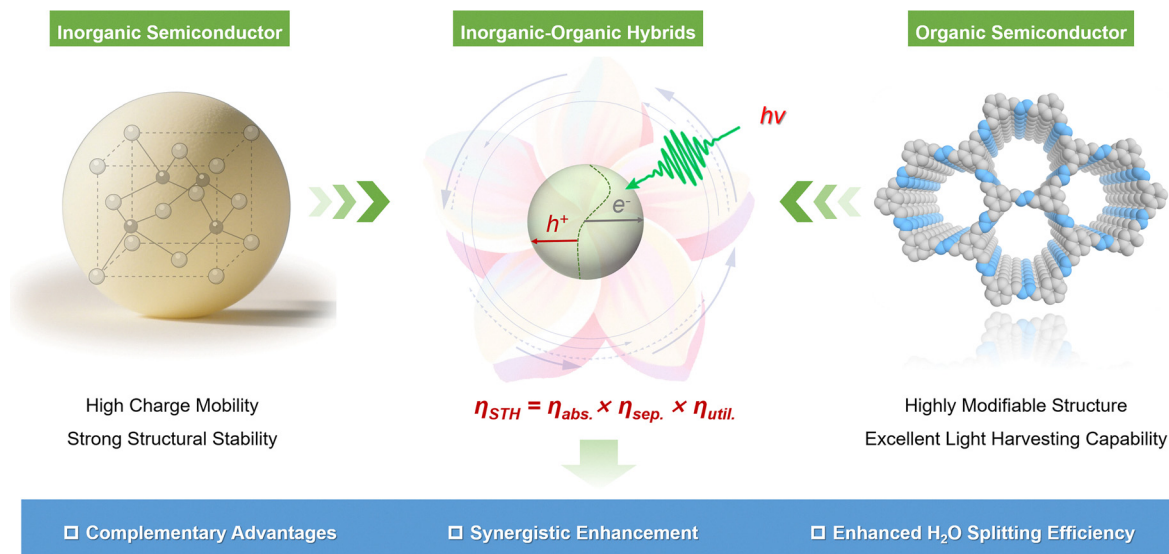 Inorganic Semiconductor
Inorganic-Organic Hybrids
Organic Semiconductor
hν
h⁺
e⁻
η_STH = η_abs. × η_sep. × η_util.
High Charge Mobility
Strong Structural Stability
Highly Modifiable Structure
Excellent Light Harvesting Capability
Complementary Advantages
Synergistic Enhancement
Enhanced H₂O Splitting Efficiency